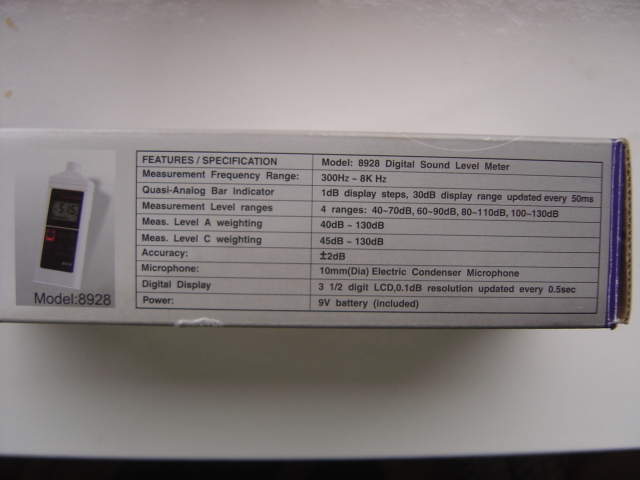 FEATURES / SPECIFICATION Model: 8928 Digital Sound Level Meter
Measurement Frequency Range: 300Hz ~ 8K Hz
Quasi-Analog Bar Indicator 1dB display steps, 30dB display range updated every 50ms
Measurement Level ranges 4 ranges: 40~70dB, 60~90dB, 80~110dB, 100~130dB
Meas. Level A weighting 40dB ~ 130dB
Meas. Level C weighting 45dB ~ 130dB
Accuracy: ±2dB
Microphone: 10mm(Dia) Electric Condenser Microphone
Digital Display 3 1/2 digit LCD,0.1dB resolution updated every 0.5sec
Power: 9V battery (included)
Model:8928